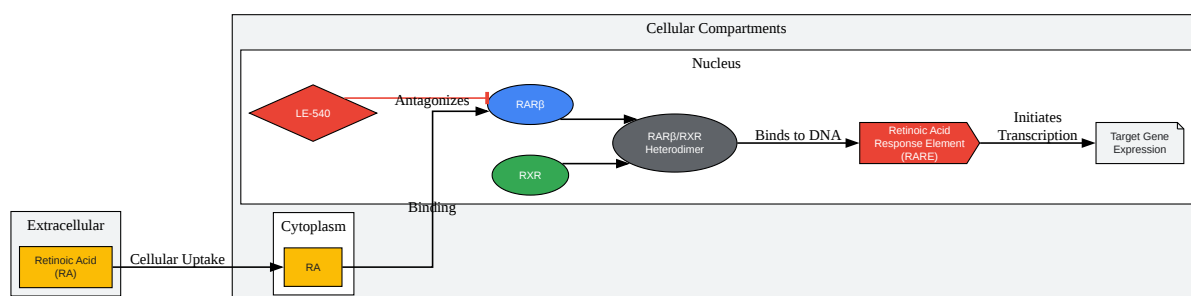 Cellular Compartments
Nucleus
LE-540
Antagonizes
RARβ
RXR
RARβ/RXR
Heterodimer
Binds to DNA
Retinoic Acid
Response Element
(RARE)
Initiates
Transcription
Target Gene
Expression
Binding
Extracellular
Retinoic Acid
(RA)
Cellular Uptake
Cytoplasm
RA